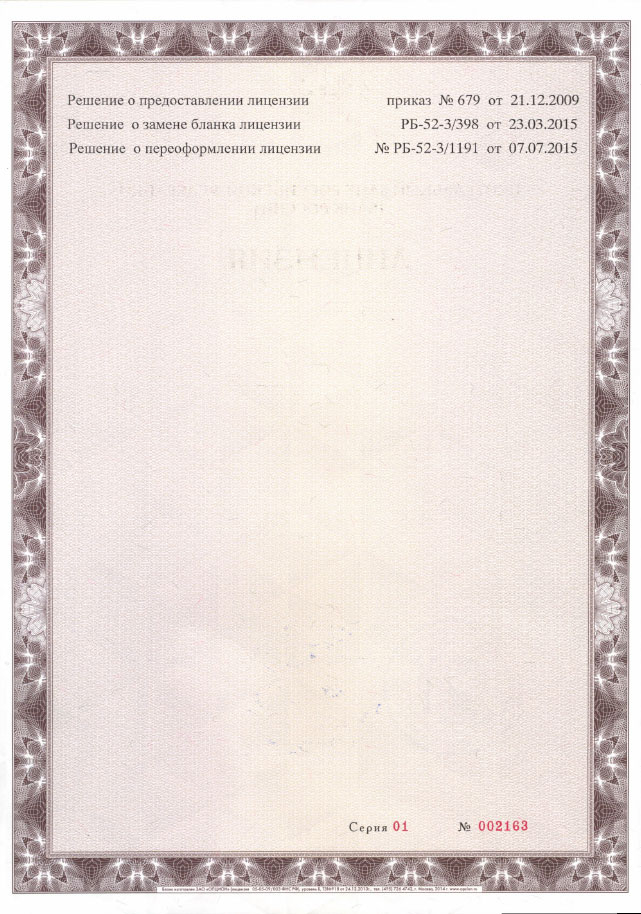 Решение о предоставлении лицензии приказ № 679 от 21.12.2009
Решение о замене бланка лицензии РБ-52-3/398 от 23.03.2015
Решение о переоформлении лицензии № РБ-52-3/1191 от 07.07.2015
Серия 01 № 002163